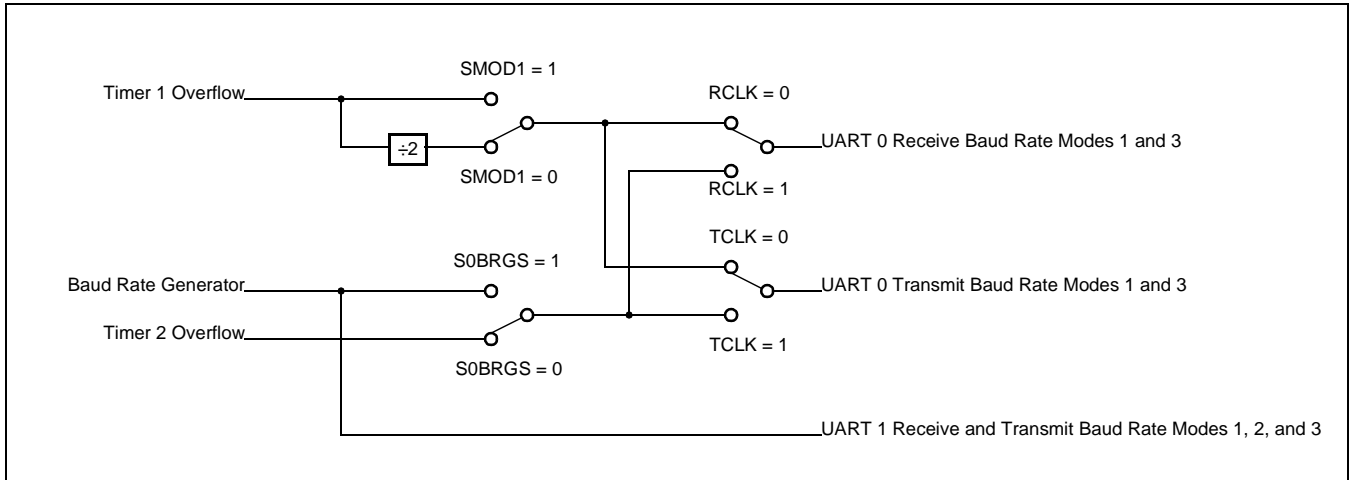 SMOD1 = 1
Timer 1 Overflow
RCLK = 0
÷2
UART 0 Receive Baud Rate Modes 1 and 3
SMOD1 = 0
RCLK = 1
TCLK = 0
S0BRGS = 1
Baud Rate Generator
UART 0 Transmit Baud Rate Modes 1 and 3
Timer 2 Overflow
TCLK = 1
S0BRGS = 0
UART 1 Receive and Transmit Baud Rate Modes 1, 2, and 3